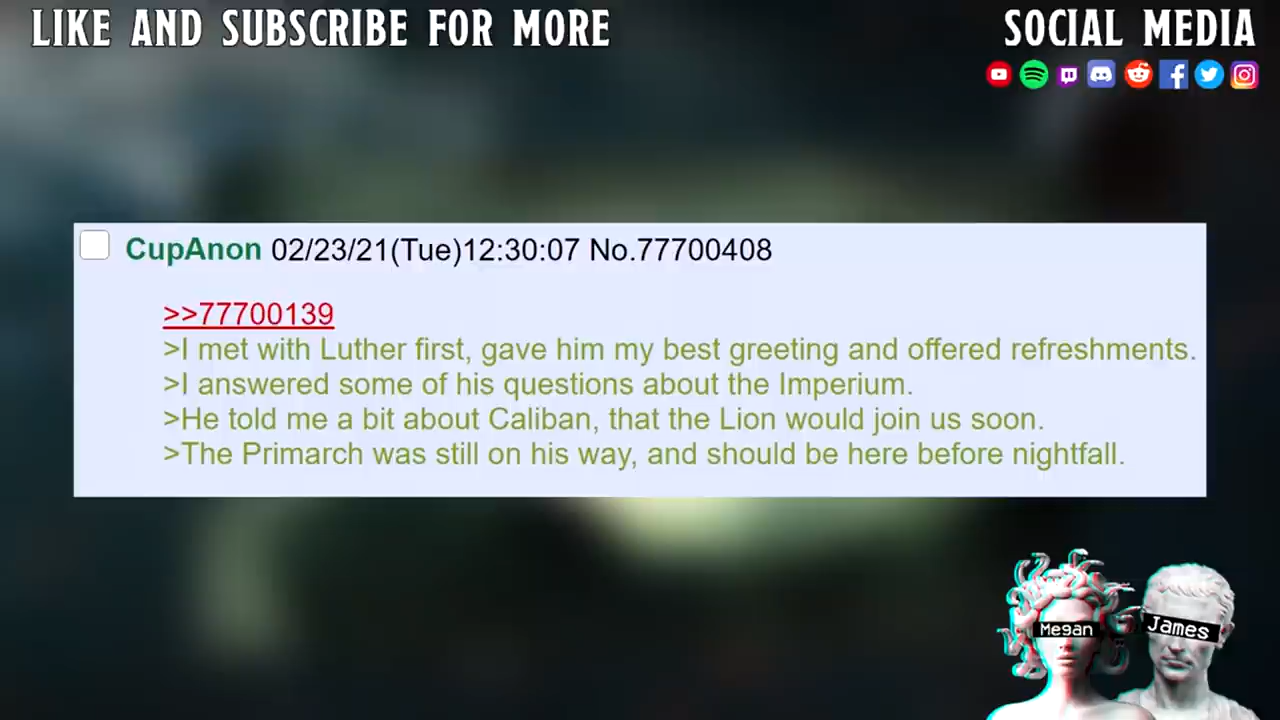 LIKE AND SUBSCRIBE FOR MORE
SOCIAL MEDIA
CupAnon 02/23/21(Tue)12:30:07 No.77700408
>>77700139
>I met with Luther first, gave him my best greeting and offered refreshments.
>I answered some of his questions about the Imperium.
>He told me a bit about Caliban, that the Lion would join us soon.
>The Primarch was still on his way, and should be here before nightfall.
Megan
James